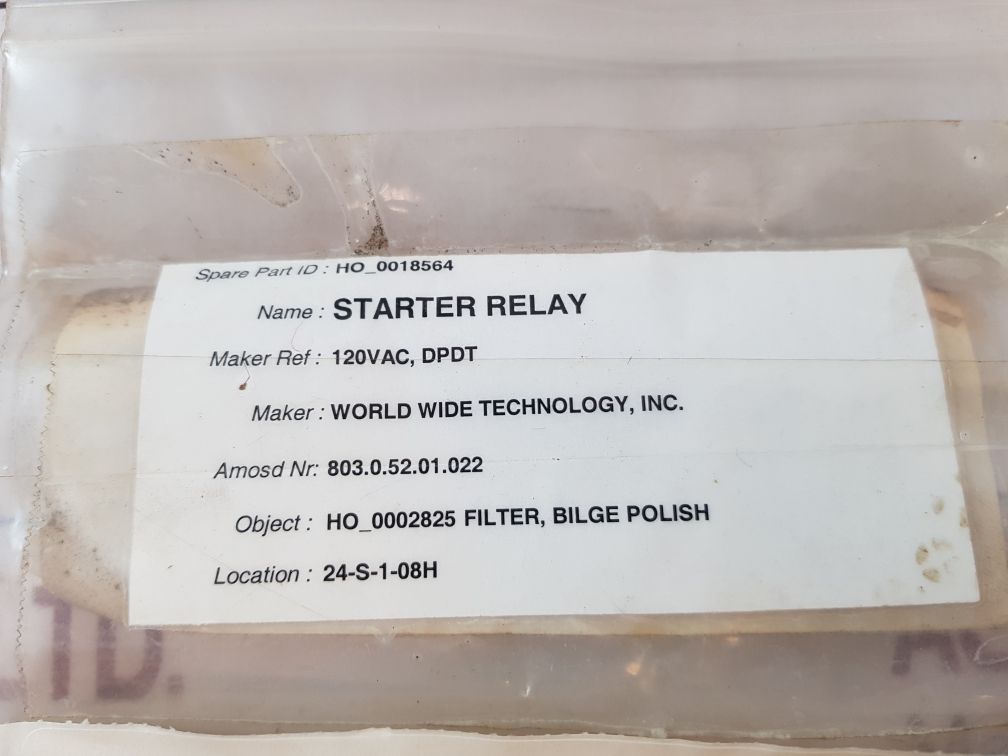 Spare Part ID : HO_0018564
Name : STARTER RELAY
Maker Ref : 120VAC, DPDT
Maker : WORLD WIDE TECHNOLOGY, INC.
Amosd Nr: 803.0.52.01.022
Object : HO_0002825 FILTER, BILGE POLISH
Location : 24-S-1-08H
TD.